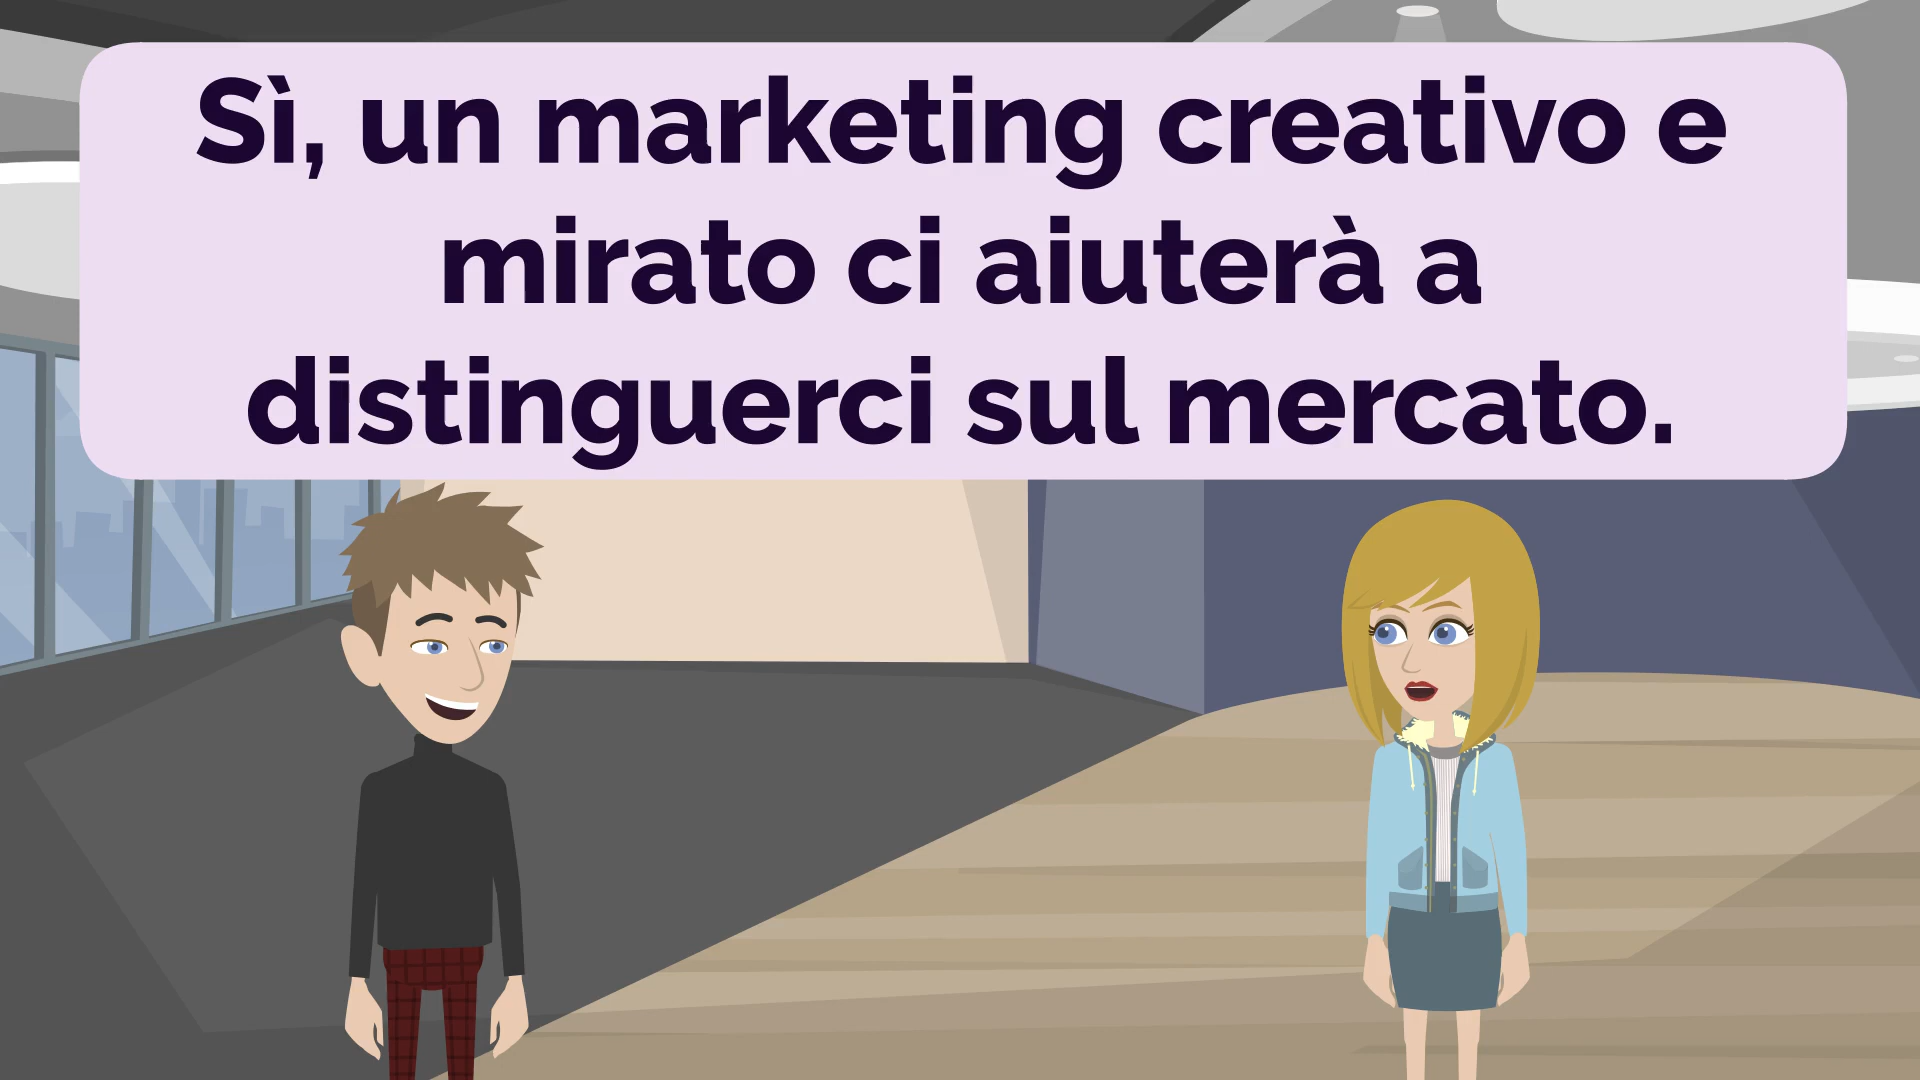 Sì, un marketing creativo e
mirato ci aiuterà a
distinguerci sul mercato.